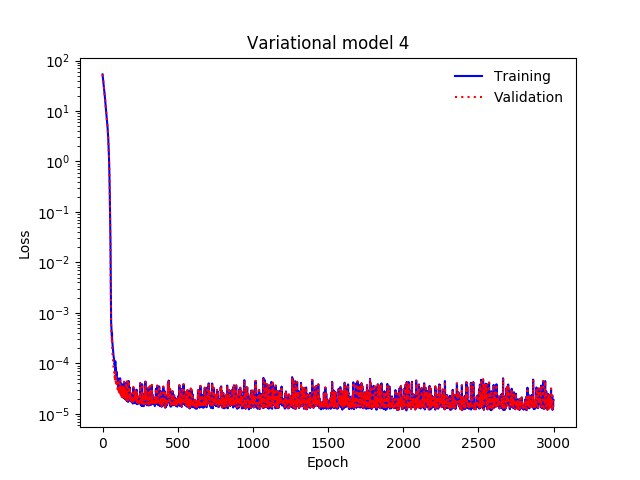 Variational model 4
Training
Validation
Loss
10²
10¹
10⁰
10⁻¹
10⁻²
10⁻³
10⁻⁴
10⁻⁵
0 500 1000 1500 2000 2500 3000
Epoch